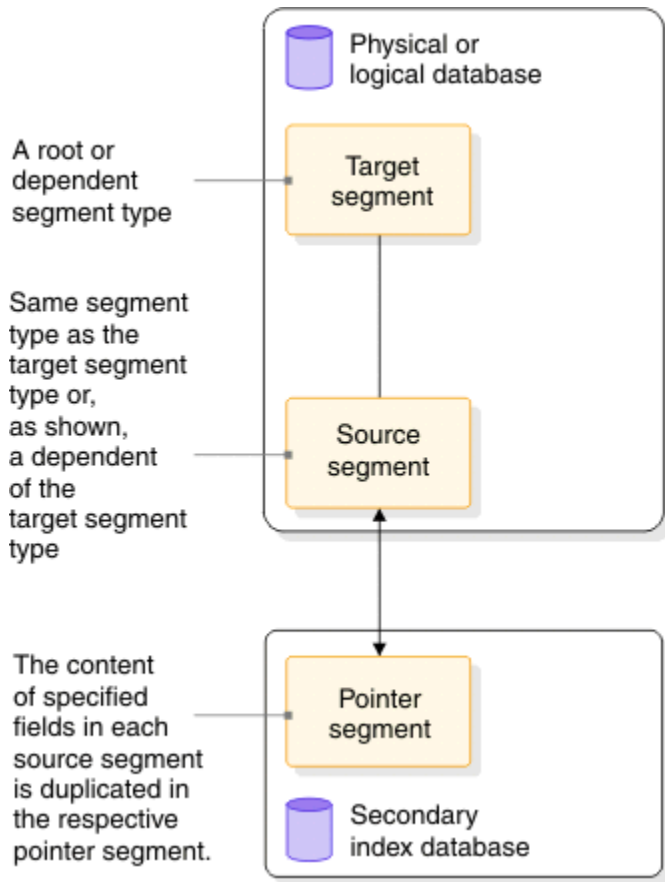 Physical or
logical database
A root or
dependent
segment type
Target
segment
Same segment
type as the
target segment
type or,
as shown,
a dependent
of the
target segment
type
Source
segment
The content
of specified
fields in each
source segment
is duplicated in
the respective
pointer segment.
Pointer
segment
Secondary
index database